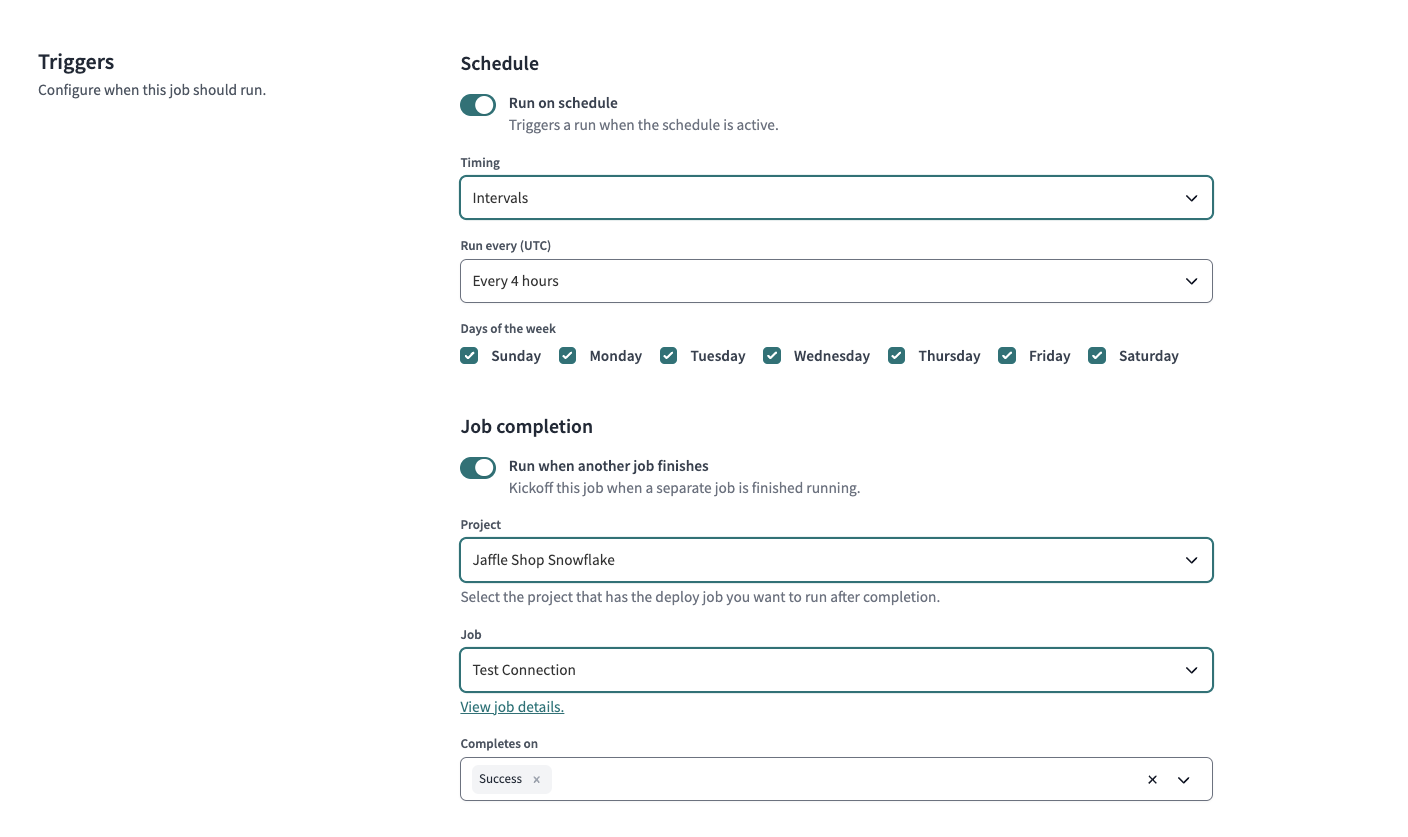 Triggers
Configure when this job should run.
Schedule
Run on schedule
Triggers a run when the schedule is active.
Timing
Intervals
Run every (UTC)
Every 4 hours
Days of the week
Sunday Monday Tuesday Wednesday Thursday Friday Saturday
Job completion
Run when another job finishes
Kickoff this job when a separate job is finished running.
Project
Jaffle Shop Snowflake
Select the project that has the deploy job you want to run after completion.
Job
Test Connection
View job details.
Completes on
Success